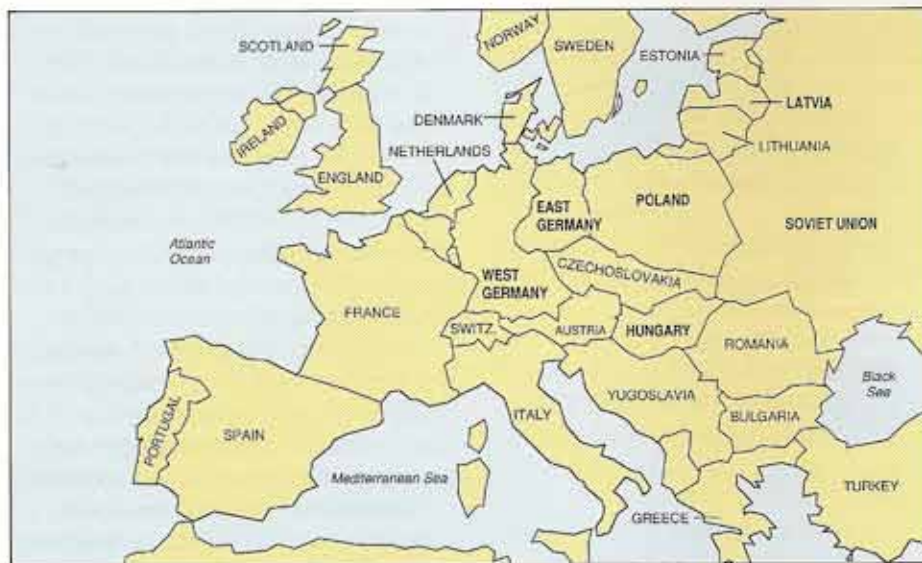 SCOTLAND
NORWAY
SWEDEN
ESTONIA
LATVIA
DENMARK
IRELAND
NETHERLANDS
LITHUANIA
ENGLAND
EAST
GERMANY
POLAND
SOVIET UNION
Atlantic
Ocean
CZECHOSLOVAKIA
WEST
GERMANY
FRANCE
SWITZ.
AUSTRIA
HUNGARY
ROMANIA
Black
Sea
YUGOSLAVIA
PORTUGAL
SPAIN
ITALY
BULGARIA
Mediterranean Sea
TURKEY
GREECE